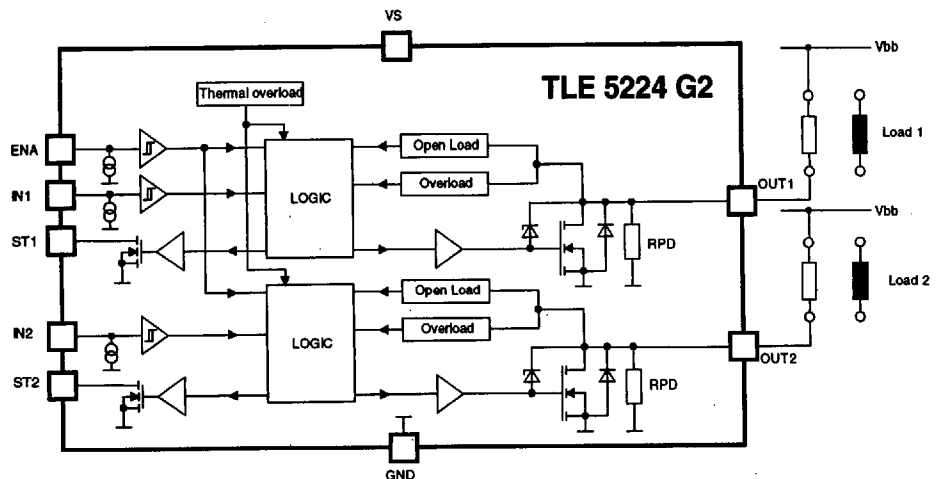 VS
Vbb
TLE 5224 G2
Thermal overload
ENA
Open Load
Load 1
IN1
LOGIC
Overload
OUT1
Vbb
ST1
RPD
Open Load
Load 2
IN2
LOGIC
Overload
OUT2
ST2
RPD
GND